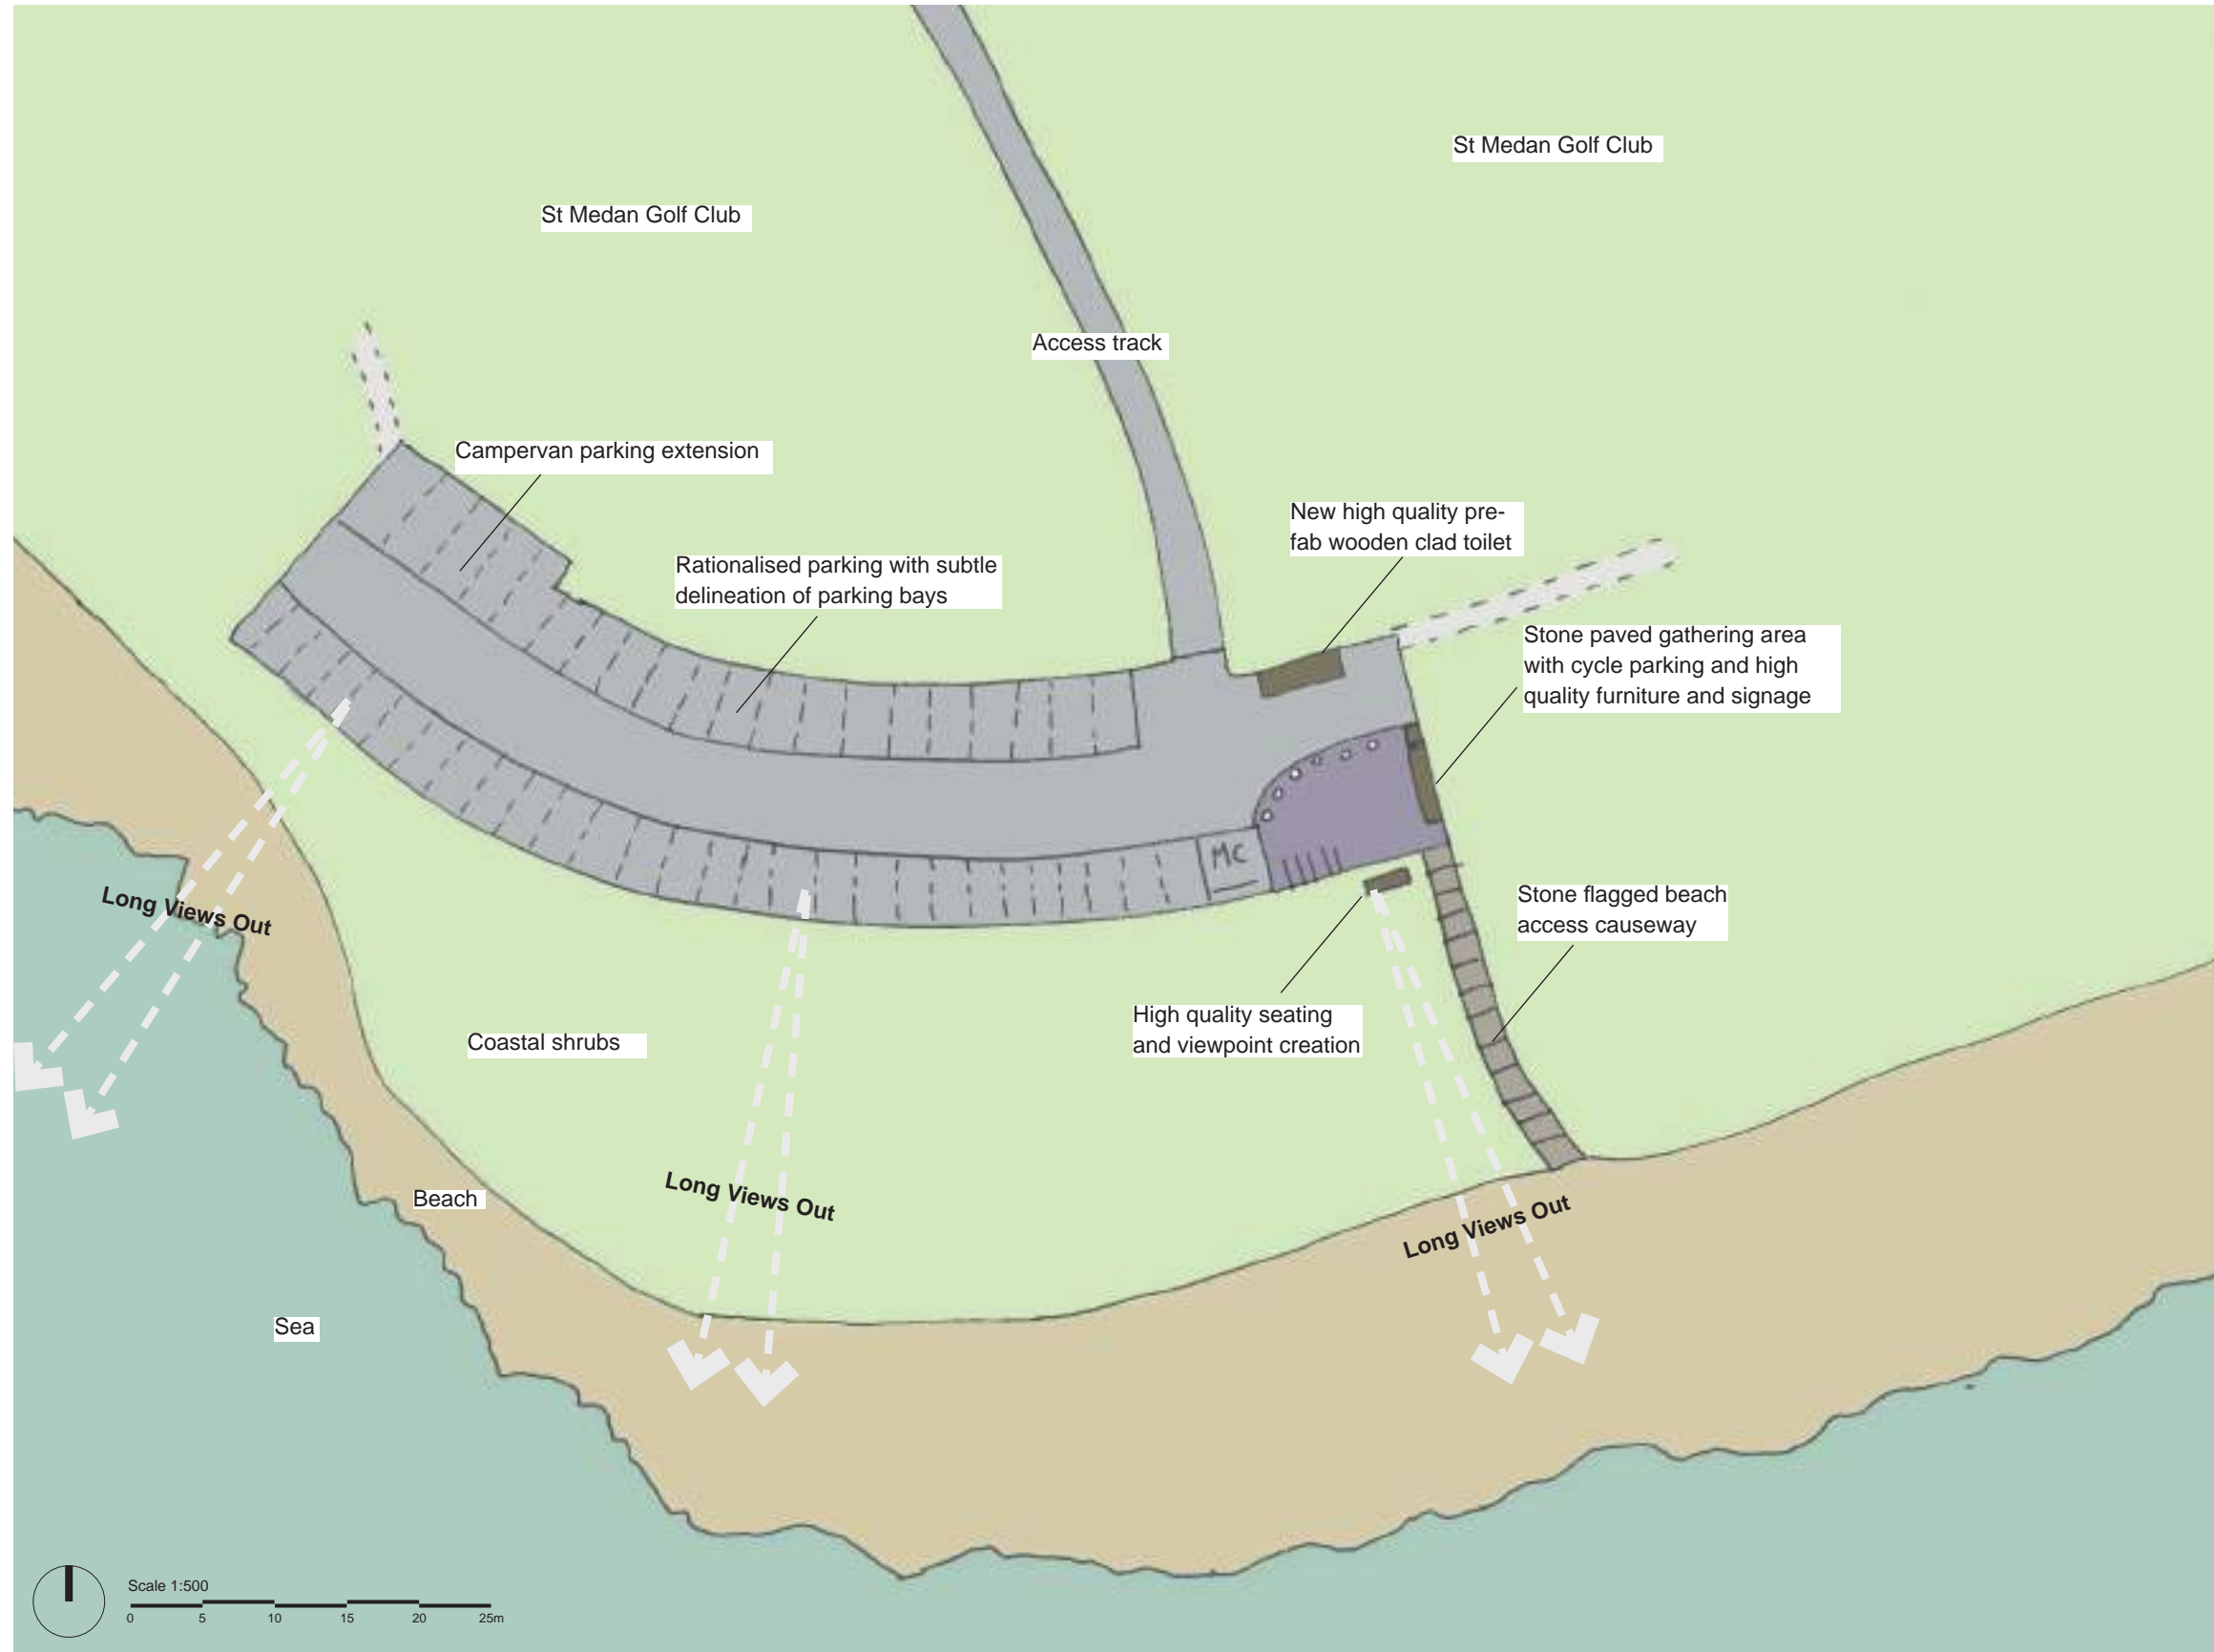 St Medan Golf Club
St Medan Golf Club
Access track
Campervan parking extension
New high quality pre-
fab wooden clad toilet
Rationalised parking with subtle
delineation of parking bays
Stone paved gathering area
with cycle parking and high
quality furniture and signage
MC
Long Views Out
Stone flagged beach
access causeway
High quality seating
and viewpoint creation
Coastal shrubs
Long Views Out
Beach
Long Views Out
Sea
Scale 1:500
0 5 10 15 20 25m